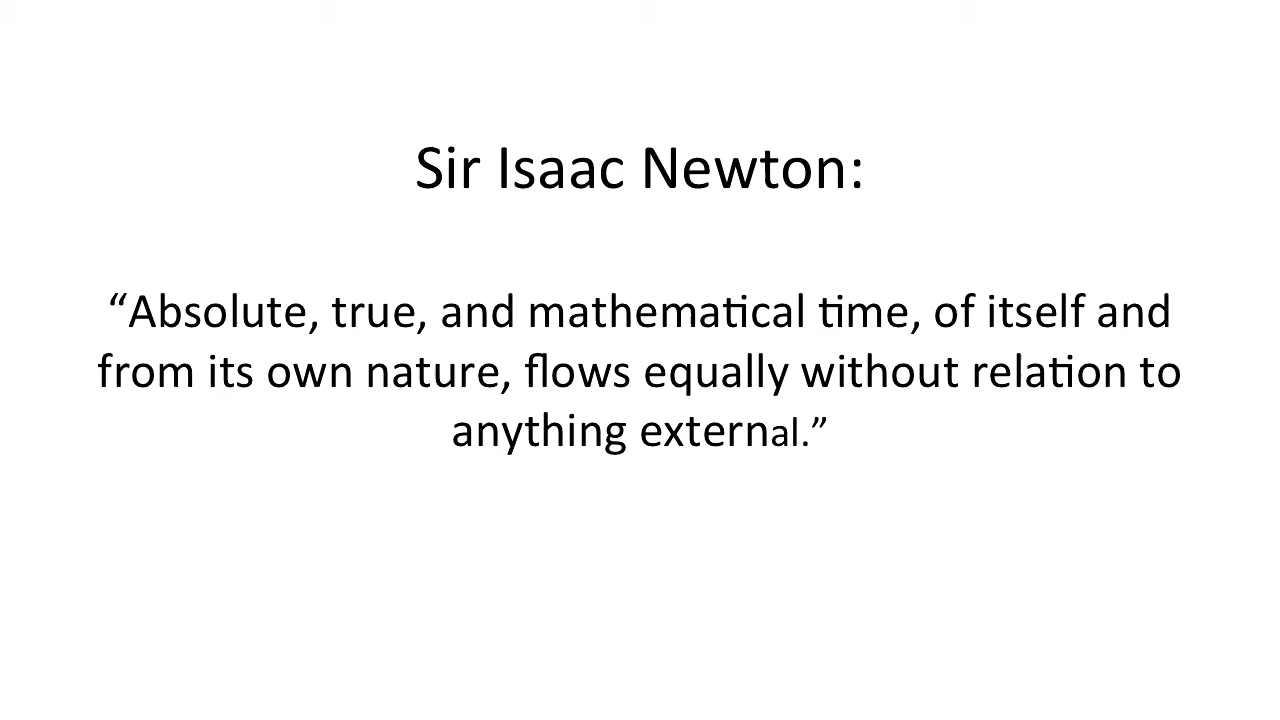 Sir Isaac Newton:
“Absolute, true, and mathematical time, of itself and
from its own nature, flows equally without relation to
anything external.”